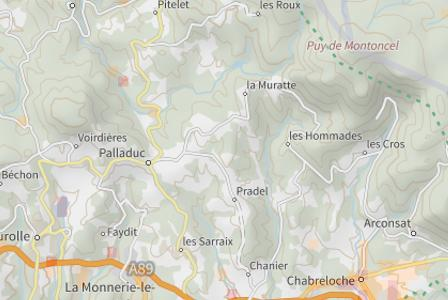 Pitelet
les Roux
Puy de Montoncel
la Muratte
Voirdières
les Hommades
les Cros
Palladuc
Béchon
Pradel
Arconsat
Faydit
urolle
les Sarraix
A89
Chanier
Chabreloche
La Monnerie-le-